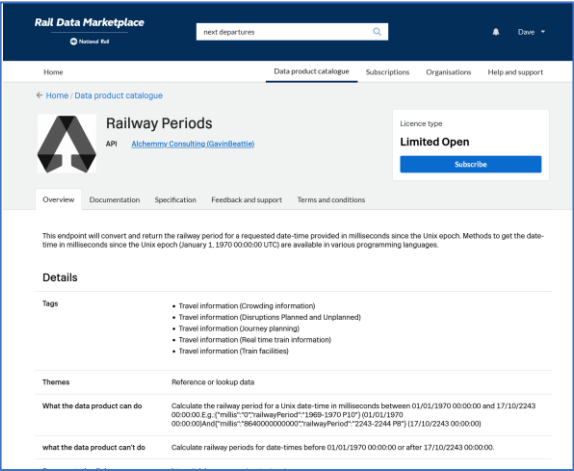 Rail Data Marketplace
National Rail
next departures
Dave
Home
Data product catalogue
Subscriptions
Organisations
Help and support
← Home / Data product catalogue
Railway Periods
API Alchemmy Consulting (GavinBeattie)
Licence type
Limited Open
Subscribe
Overview
Documentation
Specification
Feedback and support
Terms and conditions
This endpoint will convert and return the railway period for a requested date-time provided in milliseconds since the Unix epoch. Methods to get the date-
time in milliseconds since the Unix epoch (January 1, 1970 00:00:00 UTC) are available in various programming languages.
Details
Tags
• Travel information (Crowding information)
• Travel information (Disruptions Planned and Unplanned)
• Travel information (Journey planning)
• Travel information (Real time train information)
• Travel information (Train facilities)
Themes
Reference or lookup data
What the data product can do
Calculate the railway period for a Unix date-time in milliseconds between 01/01/1970 00:00:00 and 17/10/2243
00:00:00.E.g.:{"millis":"0","railwayPeriod":"1969-1970 P10"} (01/01/1970
00:00:00)And{"millis":"8640000000000","railwayPeriod":"2243-2244 P8"} (17/10/2243 00:00:00)
what the data product can't do
Calculate railway periods for date-times before 01/01/1970 00:00:00 or after 17/10/2243 00:00:00.